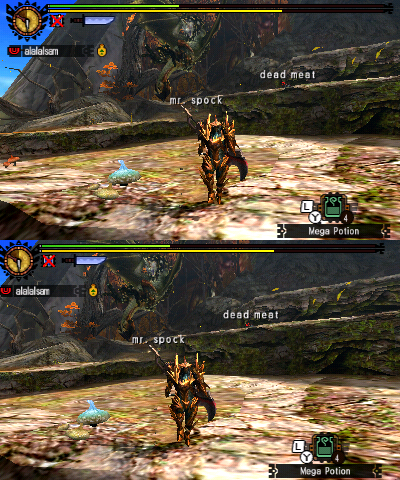 alalalsam
dead meat
mr. spock
L
Y
4
Mega Potion
alalalsam
dead meat
mr. spock
L
Y
4
Mega Potion